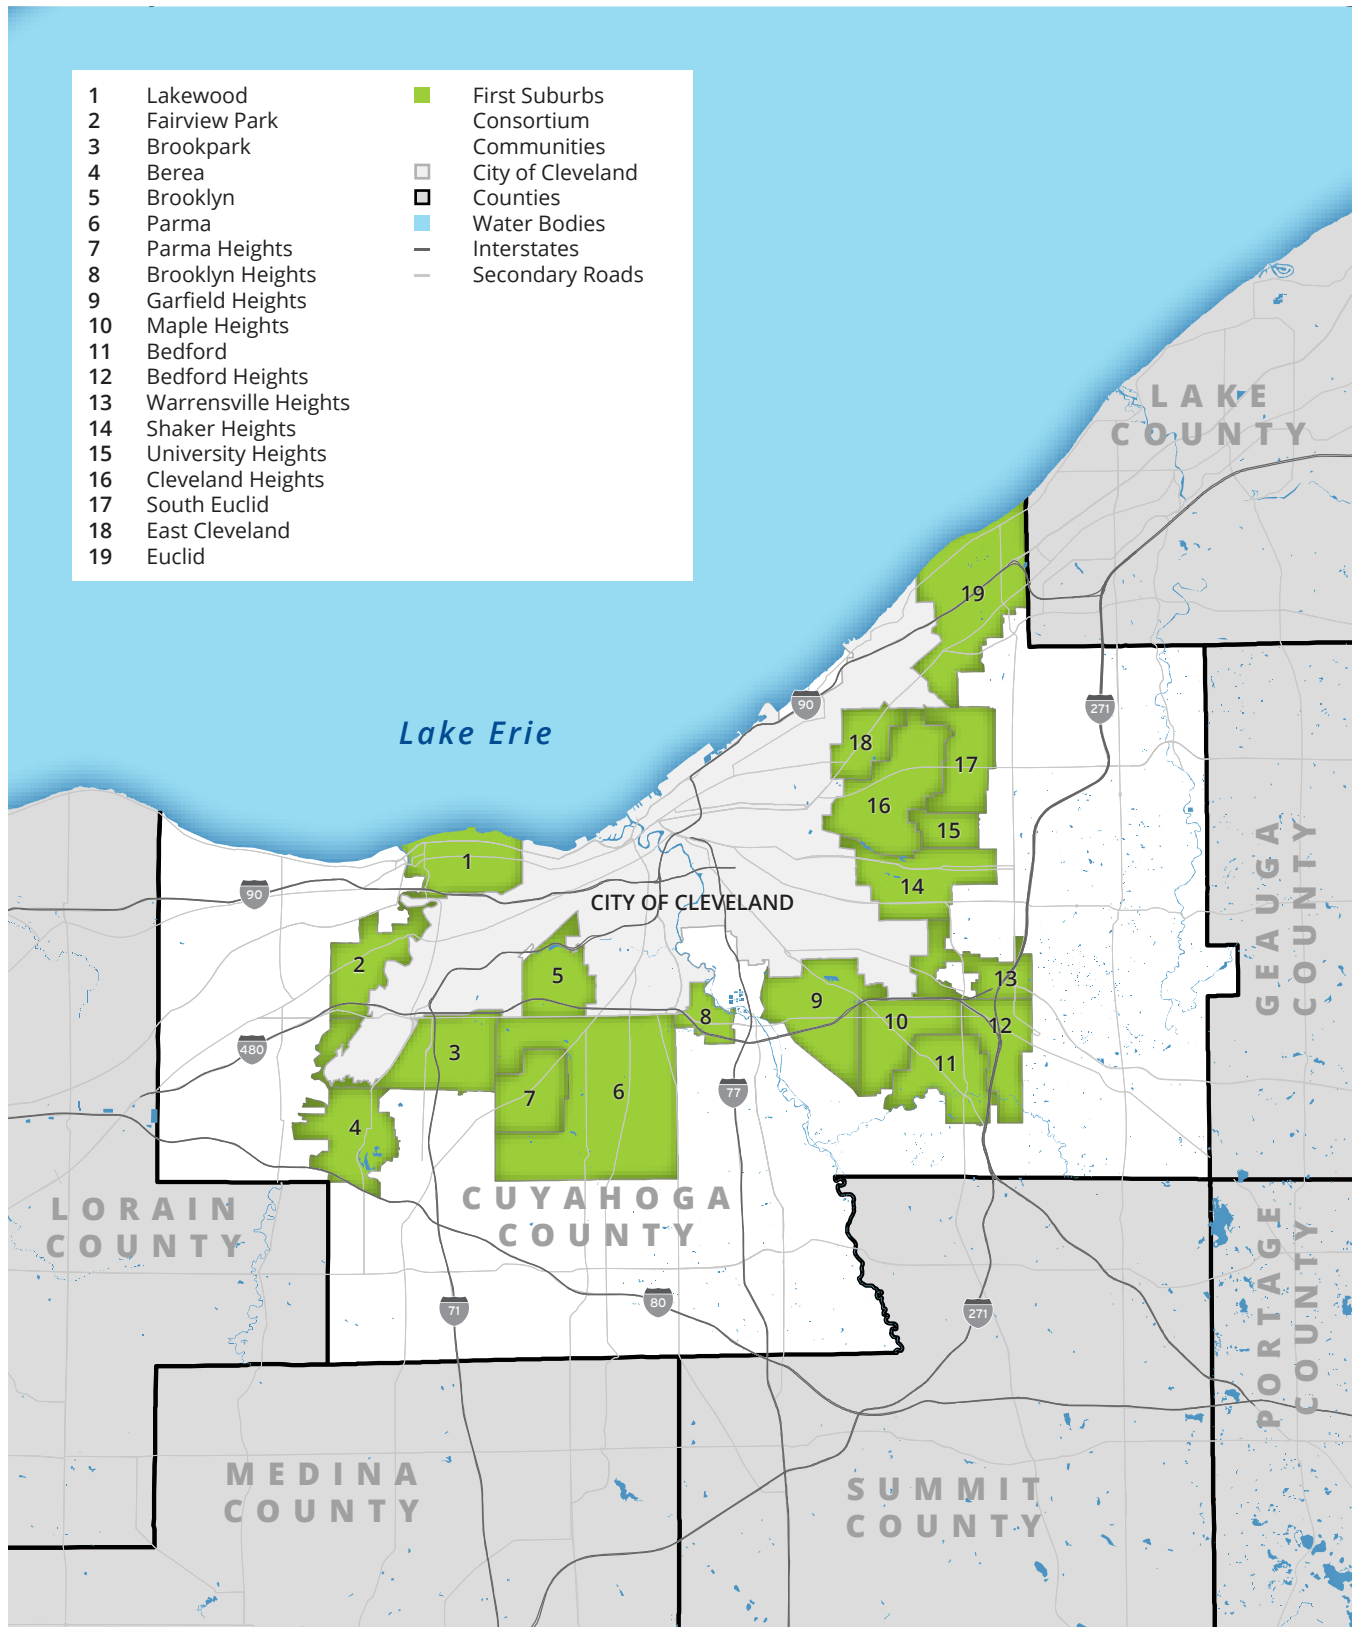 1 Lakewood
2 Fairview Park
3 Brookpark
4 Berea
5 Brooklyn
6 Parma
7 Parma Heights
8 Brooklyn Heights
9 Garfield Heights
10 Maple Heights
11 Bedford
12 Bedford Heights
13 Warrensville Heights
14 Shaker Heights
15 University Heights
16 Cleveland Heights
17 South Euclid
18 East Cleveland
19 Euclid
First Suburbs
Consortium
Communities
City of Cleveland
Counties
Water Bodies
Interstates
Secondary Roads
LAKE
COUNTY
19
90
271
Lake Erie
18
17
16
15
1
14
90
CITY OF CLEVELAND
GEAUGA
COUNTY
2
5
13
9
8
10
12
480
3
11
7
6
77
4
LORAIN
COUNTY
CUYAHOGA
COUNTY
PORTAGE
COUNTY
71
80
271
MEDINA
COUNTY
SUMMIT
COUNTY